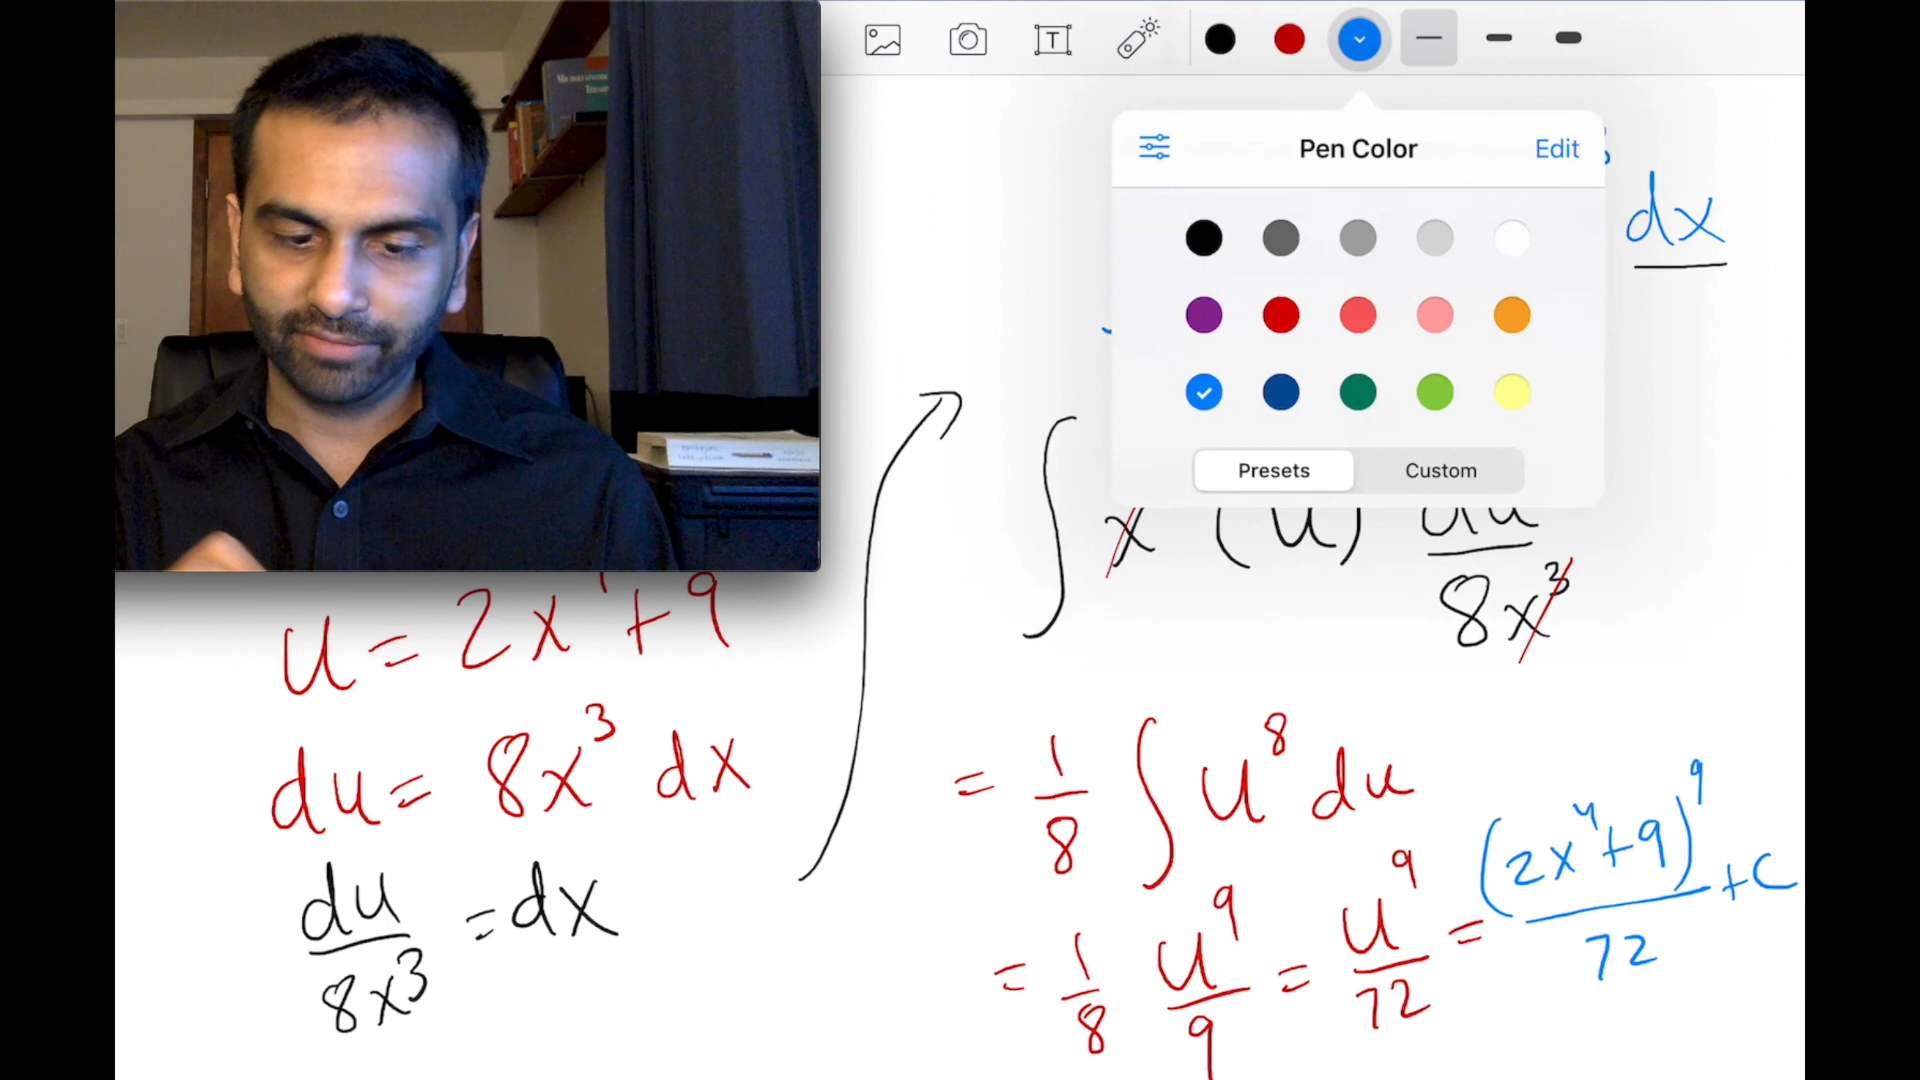 T
Pen Color
Edit
dx
Presets
Custom
∫ x (u) du
8x³
u = 2x⁴+9
du = 8x³ dx
du/8x³ = dx
= 1/8 ∫ u⁸ du
= 1/8 u⁹/9 = u⁹/72 = (2x⁴+9)⁹/72 + C